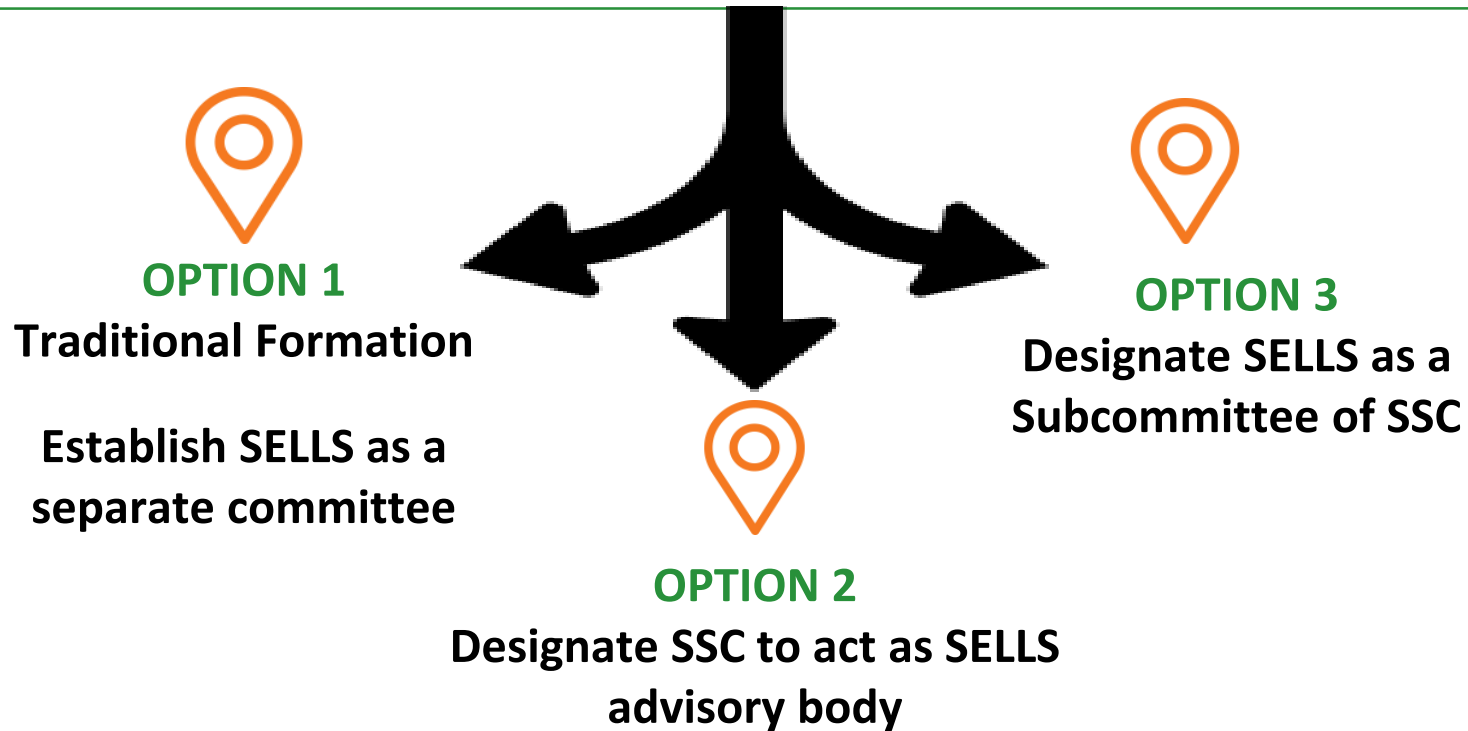 OPTION 1
Traditional Formation
Establish SELLS as a
separate committee
OPTION 2
Designate SSC to act as SELLS
advisory body
OPTION 3
Designate SELLS as a
Subcommittee of SSC